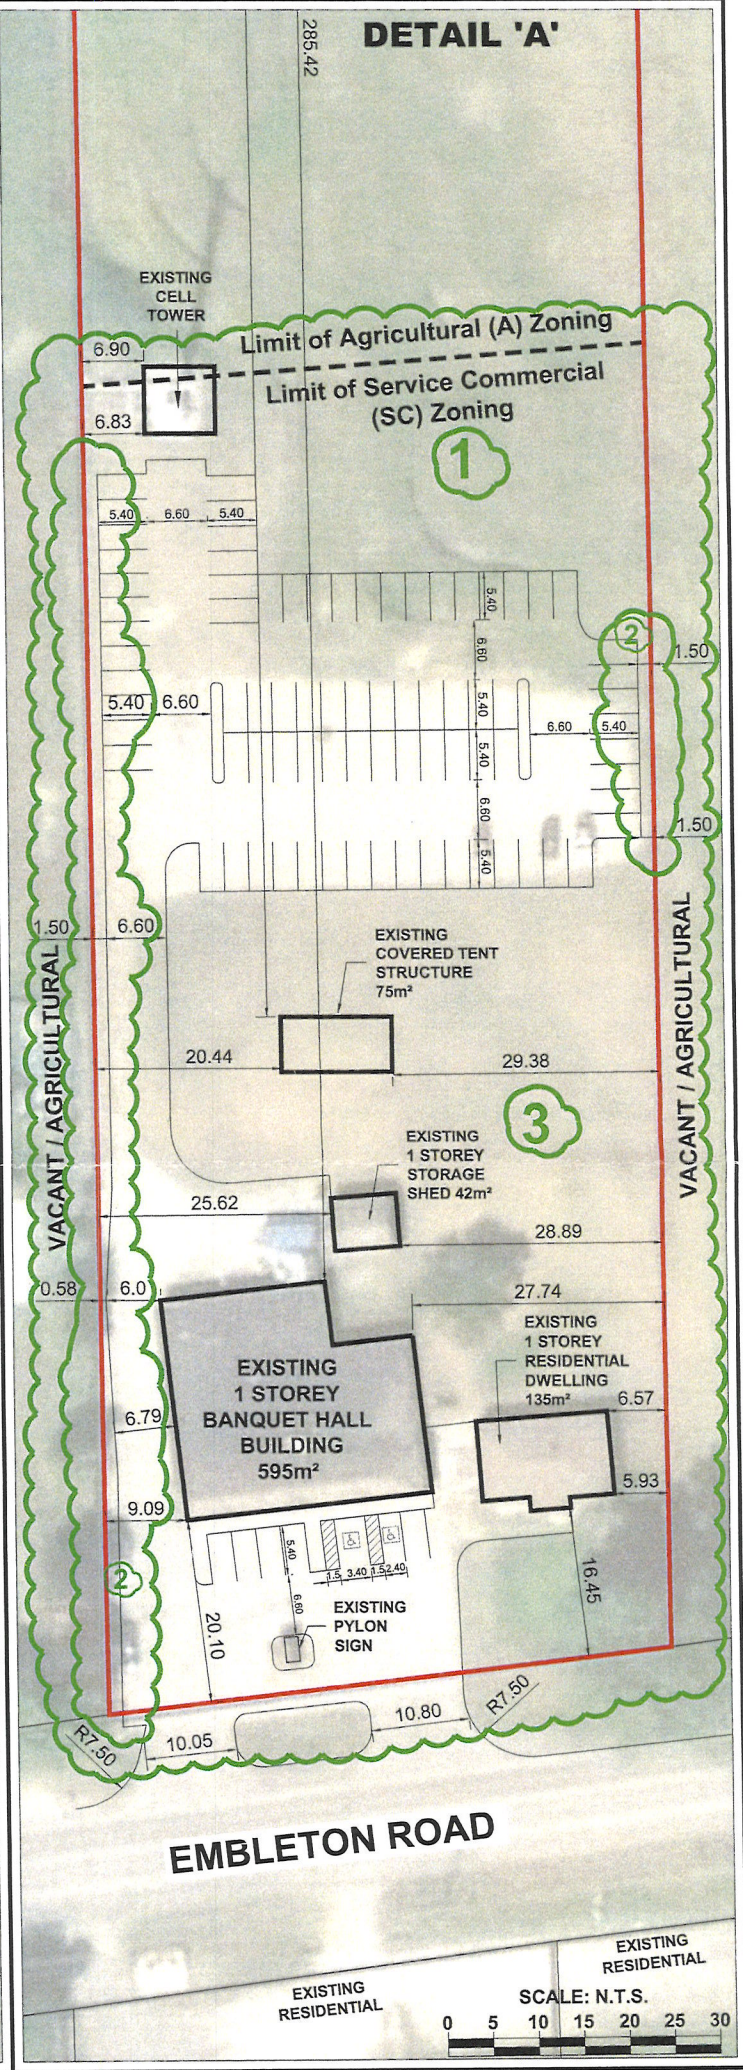 DETAIL 'A'
285.42
EXISTING
CELL
TOWER
Limit of Agricultural (A) Zoning
6.90
Limit of Service Commercial
(SC) Zoning
6.83
1
5.40 6.60 5.40
5.40
6.60
2
1.50
5.40 6.60
5.40
6.60 5.40
5.40
6.60
1.50
5.40
1.50 6.60
EXISTING
COVERED TENT
STRUCTURE
75m²
VACANT / AGRICULTURAL
VACANT / AGRICULTURAL
20.44
29.38
3
EXISTING
1 STOREY
STORAGE
SHED 42m²
25.62
28.89
0.58 6.0
27.74
EXISTING
1 STOREY
RESIDENTIAL
DWELLING
135m²
EXISTING
1 STOREY
BANQUET HALL
BUILDING
595m²
6.57
6.79
5.93
9.09
5.40
1.5 3.40 1.5 2.40
2
6.60
16.45
EXISTING
PYLON
SIGN
20.10
R7.50
10.05
10.80
R7.50
EMBLETON ROAD
EXISTING
RESIDENTIAL
EXISTING
RESIDENTIAL
SCALE: N.T.S.
0 5 10 15 20 25 30